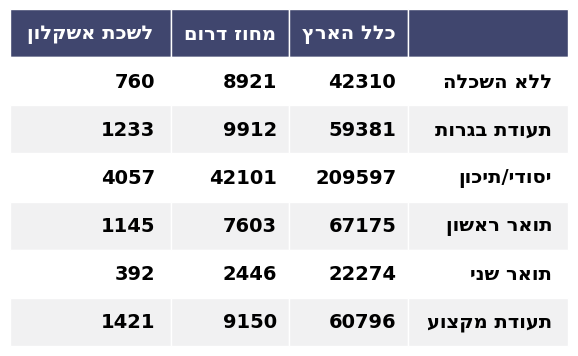 כלל הארץ מחוז דרום לשכת אשקלון
ללא השכלה 42310 8921 760
תעודת בגרות 59381 9912 1233
יסודי/תיכון 209597 42101 4057
תואר ראשון 67175 7603 1145
תואר שני 22274 2446 392
תעודת מקצוע 60796 9150 1421